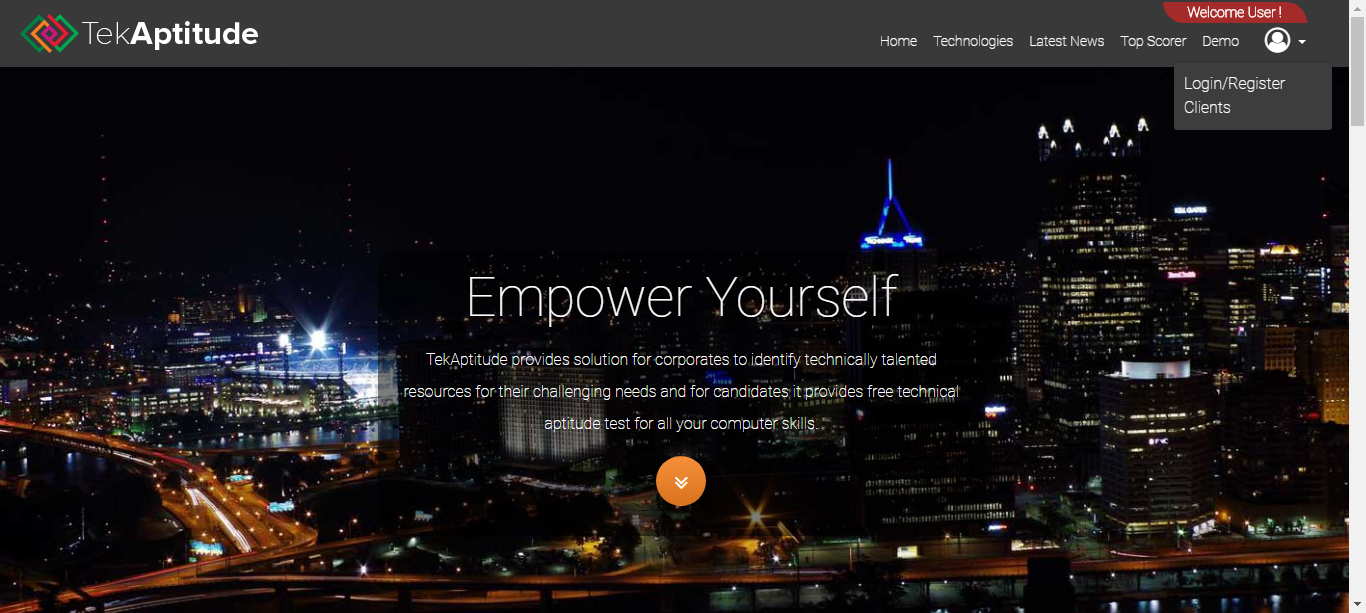 Welcome User !
TekAptitude
Home Technologies Latest News Top Scorer Demo
Login/Register
Clients
Empower Yourself
TekAptitude provides solution for corporates to identify technically talented
resources for their challenging needs and for candidates it provides free technical
aptitude test for all your computer skills.
PNC